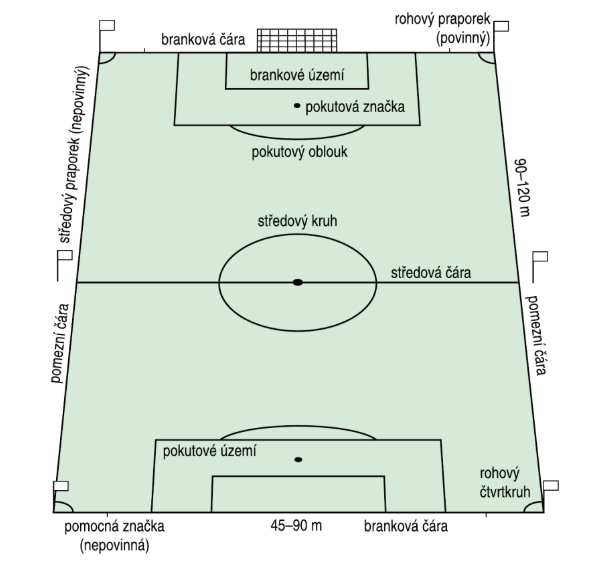 rohový praporek
(povinný)
branková čára
brankové území
pokutová značka
pokutový oblouk
středový praporek (nepovinný)
90–120 m
středový kruh
středová čára
pomezní čára
pomezní čára
pokutové území
rohový
čtvrtkruh
pomocná značka
(nepovinná)
45–90 m
branková čára